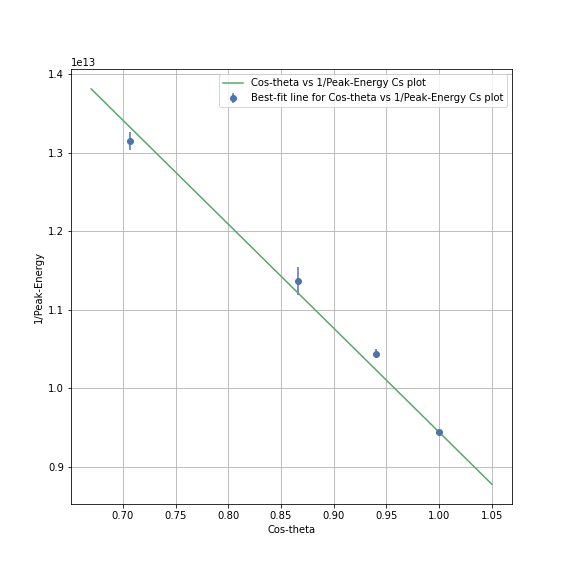 1e13
Cos-theta vs 1/Peak-Energy Cs plot
Best-fit line for Cos-theta vs 1/Peak-Energy Cs plot
1.4
1.3
1.2
1.1
1.0
0.9
1/Peak-Energy
0.70 0.75 0.80 0.85 0.90 0.95 1.00 1.05
Cos-theta